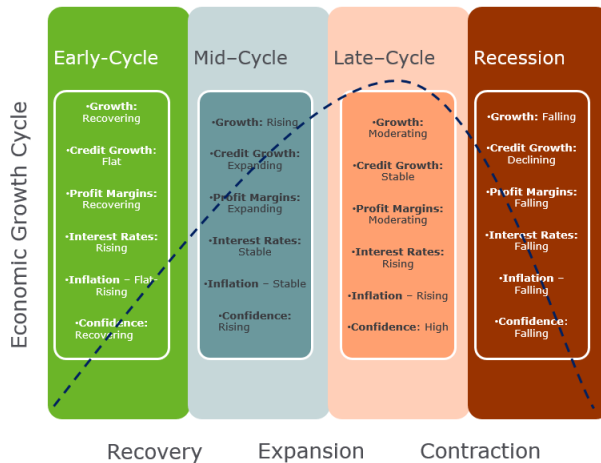 Economic Growth Cycle
Early-Cycle
•Growth:
Recovering
•Credit Growth:
Flat
•Profit Margins:
Recovering
•Interest Rates:
Rising
•Inflation – Flat-
Rising
•Confidence:
Recovering
Mid–Cycle
•Growth: Rising
•Credit Growth:
Expanding
•Profit Margins:
Expanding
•Interest Rates:
Stable
•Inflation – Stable
•Confidence:
Rising
Late–Cycle
•Growth:
Moderating
•Credit Growth:
Stable
•Profit Margins:
Moderating
•Interest Rates:
Rising
•Inflation – Rising
•Confidence: High
Recession
•Growth: Falling
•Credit Growth:
Declining
•Profit Margins:
Falling
•Interest Rates:
Falling
•Inflation –
Falling
•Confidence:
Falling
Recovery
Expansion
Contraction